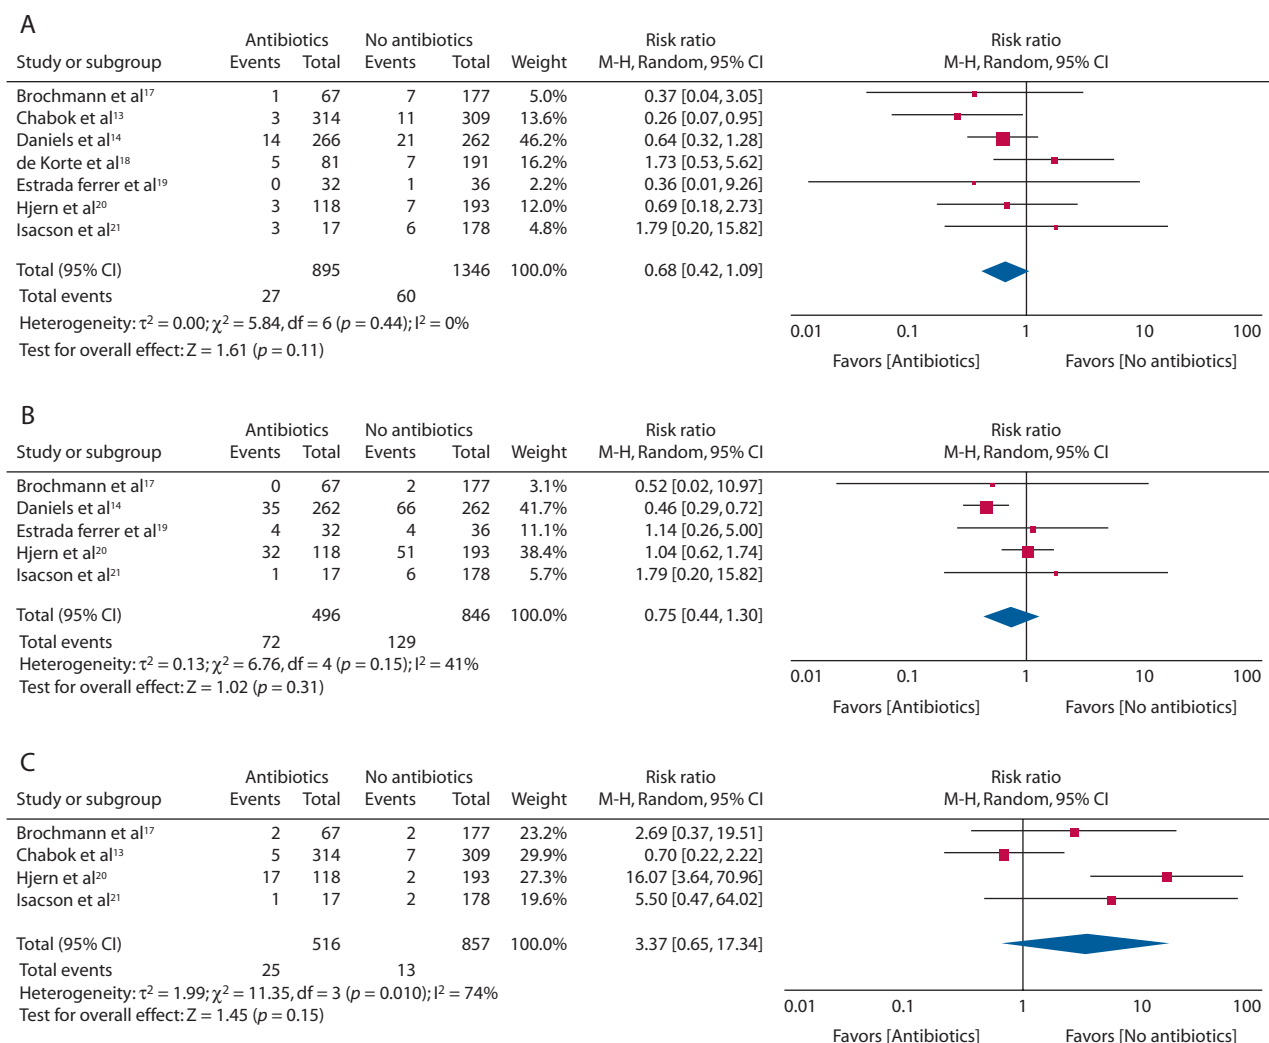 A
Antibiotics No antibiotics Risk ratio Risk ratio
Study or subgroup Events Total Events Total Weight M-H, Random, 95% CI M-H, Random, 95% CI
Brochmann et al¹⁷ 1 67 7 177 5.0% 0.37 [0.04, 3.05]
Chabok et al¹³ 3 314 11 309 13.6% 0.26 [0.07, 0.95]
Daniels et al¹⁴ 14 266 21 262 46.2% 0.64 [0.32, 1.28]
de Korte et al¹⁸ 5 81 7 191 16.2% 1.73 [0.53, 5.62]
Estrada ferrer et al¹⁹ 0 32 1 36 2.2% 0.36 [0.01, 9.26]
Hjern et al²⁰ 3 118 7 193 12.0% 0.69 [0.18, 2.73]
Isacson et al²¹ 3 17 6 178 4.8% 1.79 [0.20, 15.82]
Total (95% CI) 895 1346 100.0% 0.68 [0.42, 1.09]
Total events 27 60
Heterogeneity: τ² = 0.00; χ² = 5.84, df = 6 (p = 0.44); I² = 0%
Test for overall effect: Z = 1.61 (p = 0.11)
0.01 0.1 1 10 100
Favors [Antibiotics] Favors [No antibiotics]
B
Antibiotics No antibiotics Risk ratio Risk ratio
Study or subgroup Events Total Events Total Weight M-H, Random, 95% CI M-H, Random, 95% CI
Brochmann et al¹⁷ 0 67 2 177 3.1% 0.52 [0.02, 10.97]
Daniels et al¹⁴ 35 262 66 262 41.7% 0.46 [0.29, 0.72]
Estrada ferrer et al¹⁹ 4 32 4 36 11.1% 1.14 [0.26, 5.00]
Hjern et al²⁰ 32 118 51 193 38.4% 1.04 [0.62, 1.74]
Isacson et al²¹ 1 17 6 178 5.7% 1.79 [0.20, 15.82]
Total (95% CI) 496 846 100.0% 0.75 [0.44, 1.30]
Total events 72 129
Heterogeneity: τ² = 0.13; χ² = 6.76, df = 4 (p = 0.15); I² = 41%
Test for overall effect: Z = 1.02 (p = 0.31)
0.01 0.1 1 10 100
Favors [Antibiotics] Favors [No antibiotics]
C
Antibiotics No antibiotics Risk ratio Risk ratio
Study or subgroup Events Total Events Total Weight M-H, Random, 95% CI M-H, Random, 95% CI
Brochmann et al¹⁷ 2 67 2 177 23.2% 2.69 [0.37, 19.51]
Chabok et al¹³ 5 314 7 309 29.9% 0.70 [0.22, 2.22]
Hjern et al²⁰ 17 118 2 193 27.3% 16.07 [3.64, 70.96]
Isacson et al²¹ 1 17 2 178 19.6% 5.50 [0.47, 64.02]
Total (95% CI) 516 857 100.0% 3.37 [0.65, 17.34]
Total events 25 13
Heterogeneity: τ² = 1.99; χ² = 11.35, df = 3 (p = 0.010); I² = 74%
Test for overall effect: Z = 1.45 (p = 0.15)
0.01 0.1 1 10 100
Favors [Antibiotics] Favors [No antibiotics]